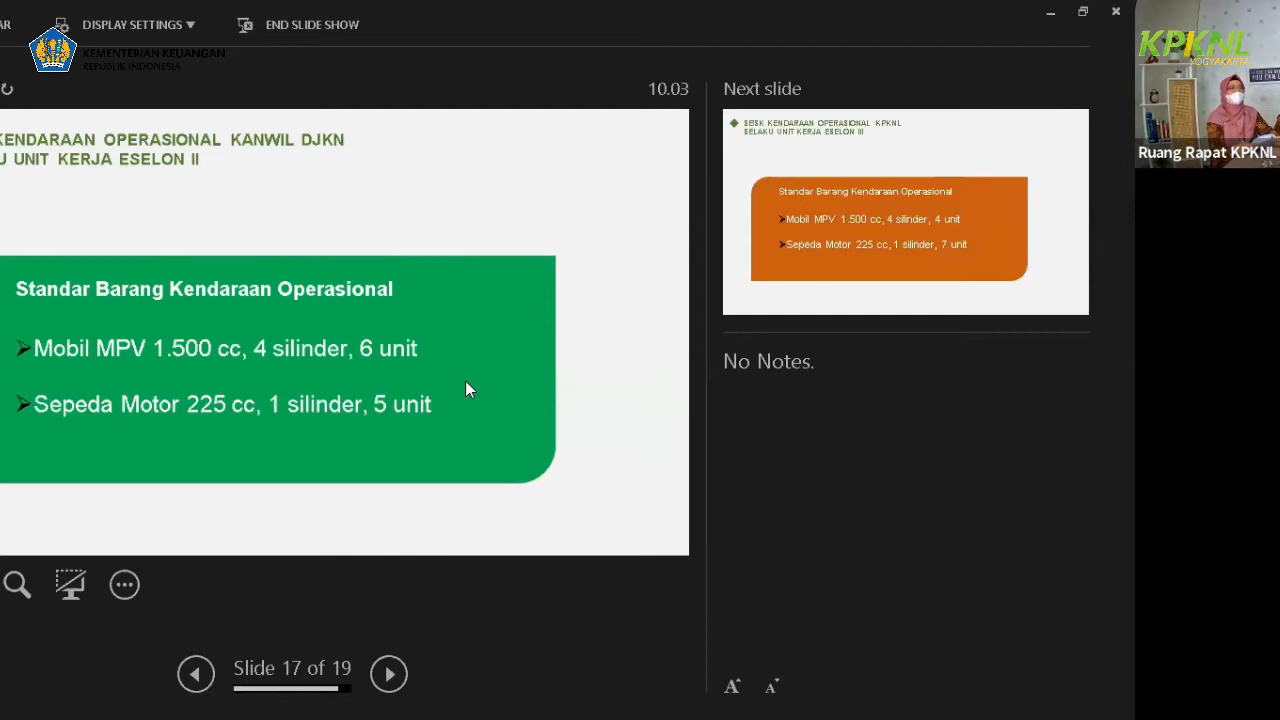 AR
DISPLAY SETTINGS
END SLIDE SHOW
KEMENTERIAN KEUANGAN
REPUBLIK INDONESIA
10.03
KENDARAAN OPERASIONAL KANWIL DJKN
U UNIT KERJA ESELON II
Standar Barang Kendaraan Operasional
➢Mobil MPV 1.500 cc, 4 silinder, 6 unit
➢Sepeda Motor 225 cc, 1 silinder, 5 unit
Slide 17 of 19
Next slide
SBSK KENDARAAN OPERASIONAL KPKNL
SELAKU UNIT KERJA ESELON III
Standar Barang Kendaraan Operasional
➢Mobil MPV 1.500 cc, 4 silinder, 4 unit
➢Sepeda Motor 225 cc, 1 silinder, 7 unit
No Notes.
A A
KPKNL
YOGYAKARTA
Ruang Rapat KPKNL